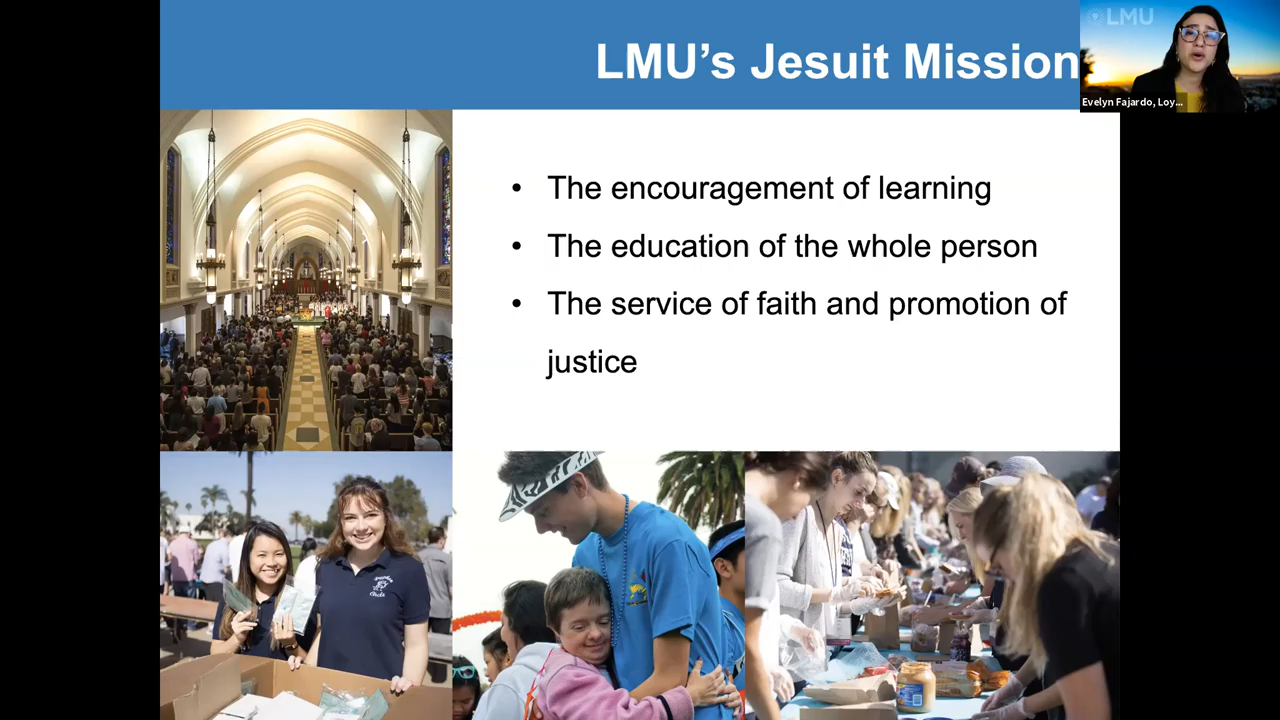 LMU's Jesuit Mission
LMU
Evelyn Fajardo, Loy...
• The encouragement of learning
• The education of the whole person
• The service of faith and promotion of
justice